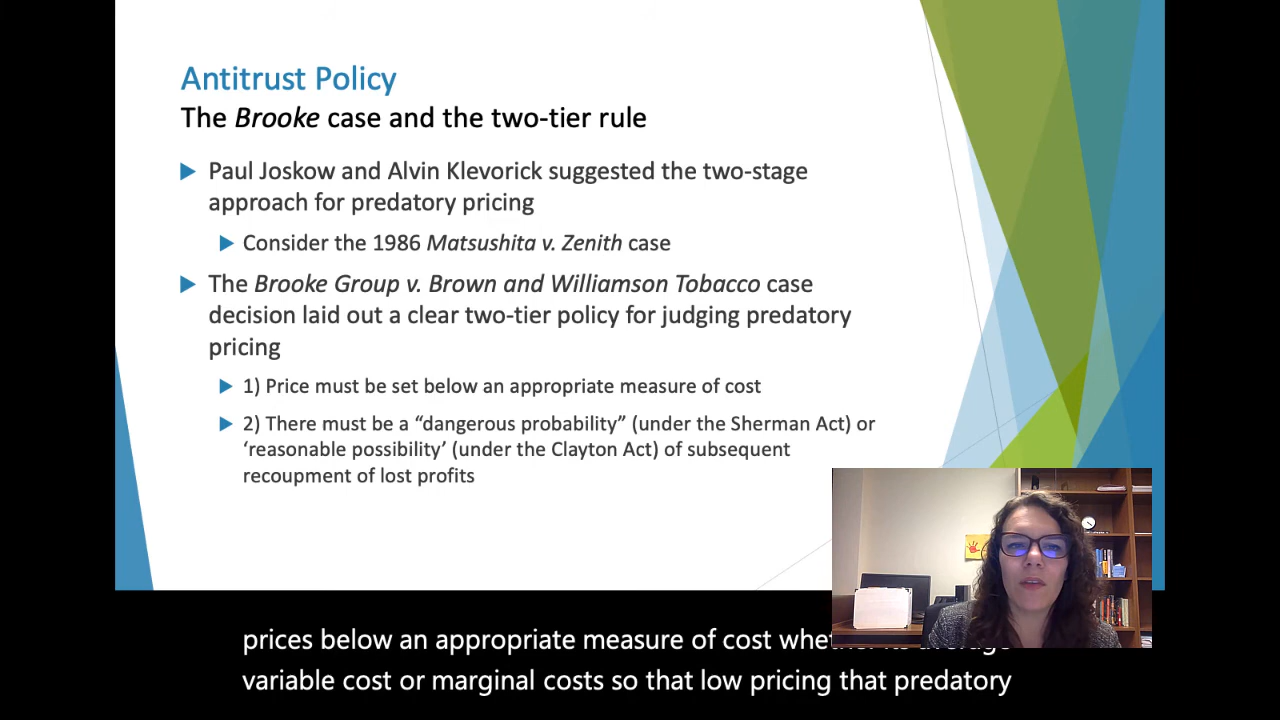 Antitrust Policy
The Brooke case and the two-tier rule
Paul Joskow and Alvin Klevorick suggested the two-stage
approach for predatory pricing
Consider the 1986 Matsushita v. Zenith case
The Brooke Group v. Brown and Williamson Tobacco case
decision laid out a clear two-tier policy for judging predatory
pricing
1) Price must be set below an appropriate measure of cost
2) There must be a “dangerous probability” (under the Sherman Act) or
‘reasonable possibility’ (under the Clayton Act) of subsequent
recoupment of lost profits
prices below an appropriate measure of cost whether its average
variable cost or marginal costs so that low pricing that predatory